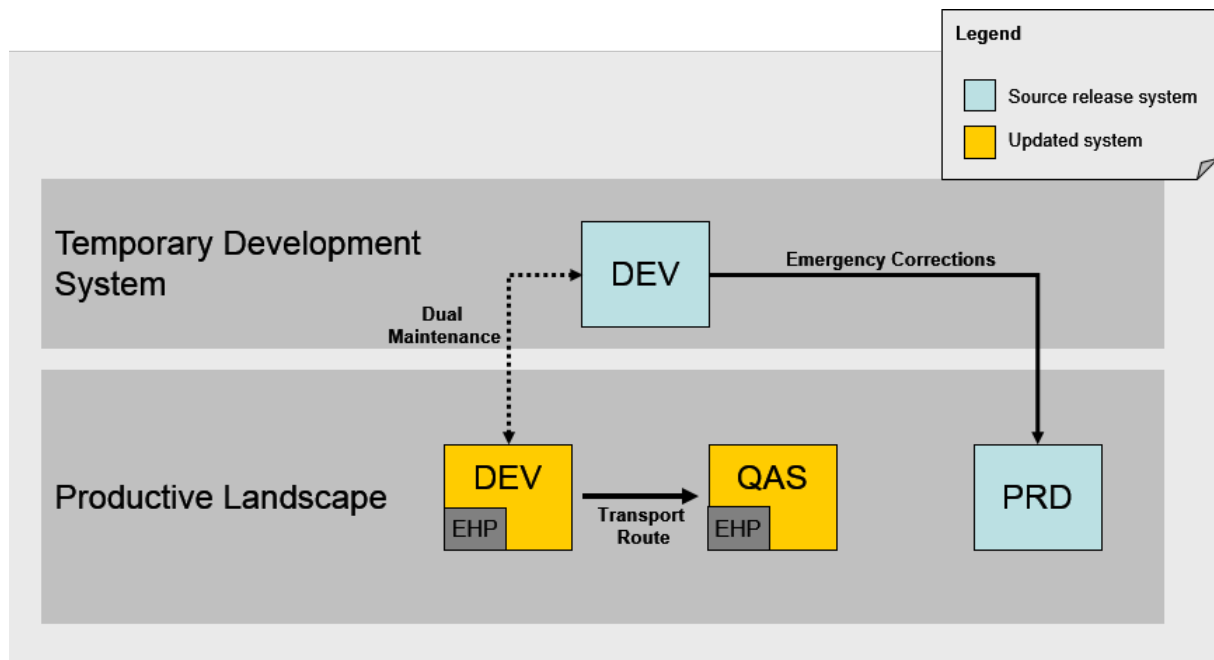 Legend
Source release system
Updated system
Temporary Development
System
DEV
Emergency Corrections
Dual
Maintenance
Productive Landscape
DEV
EHP
Transport
Route
QAS
EHP
PRD